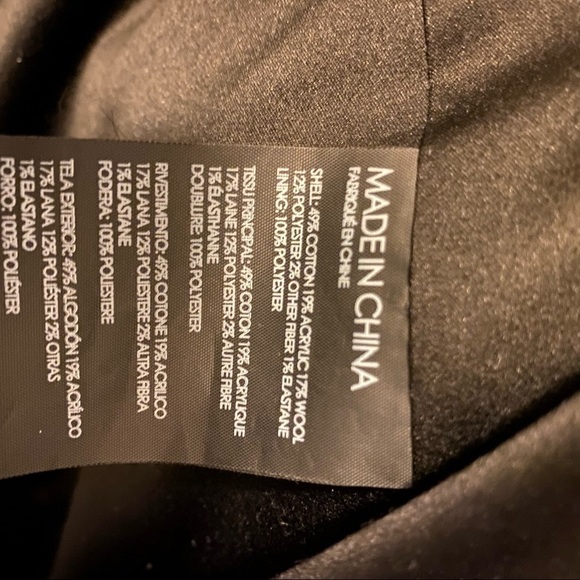 MADE IN CHINA
FABRIQUÉ EN CHINE
SHELL: 49% COTTON 19% ACRYLIC 17% WOOL
12% POLYESTER 2% OTHER FIBER 1% ELASTANE
LINING: 100% POLYESTER
TISSU PRINCIPAL: 49% COTON 19% ACRYLIQUE
17% LAINE 12% POLYESTER 2% AUTRE FIBRE
1% ÉLASTHANNE
DOUBLURE: 100% POLYESTER
RIVESTIMENTO: 49% COTONE 19% ACRILICO
17% LANA 12% POLIESTERE 2% ALTRA FIBRA
1% ELASTANE
FODERA: 100% POLIESTERE
TELA EXTERIOR: 49% ALGODÓN 19% ACRÍLICO
17% LANA 12% POLIÉSTER 2% OTRAS
1% ELASTANO
FORRO: 100% POLIÉSTER